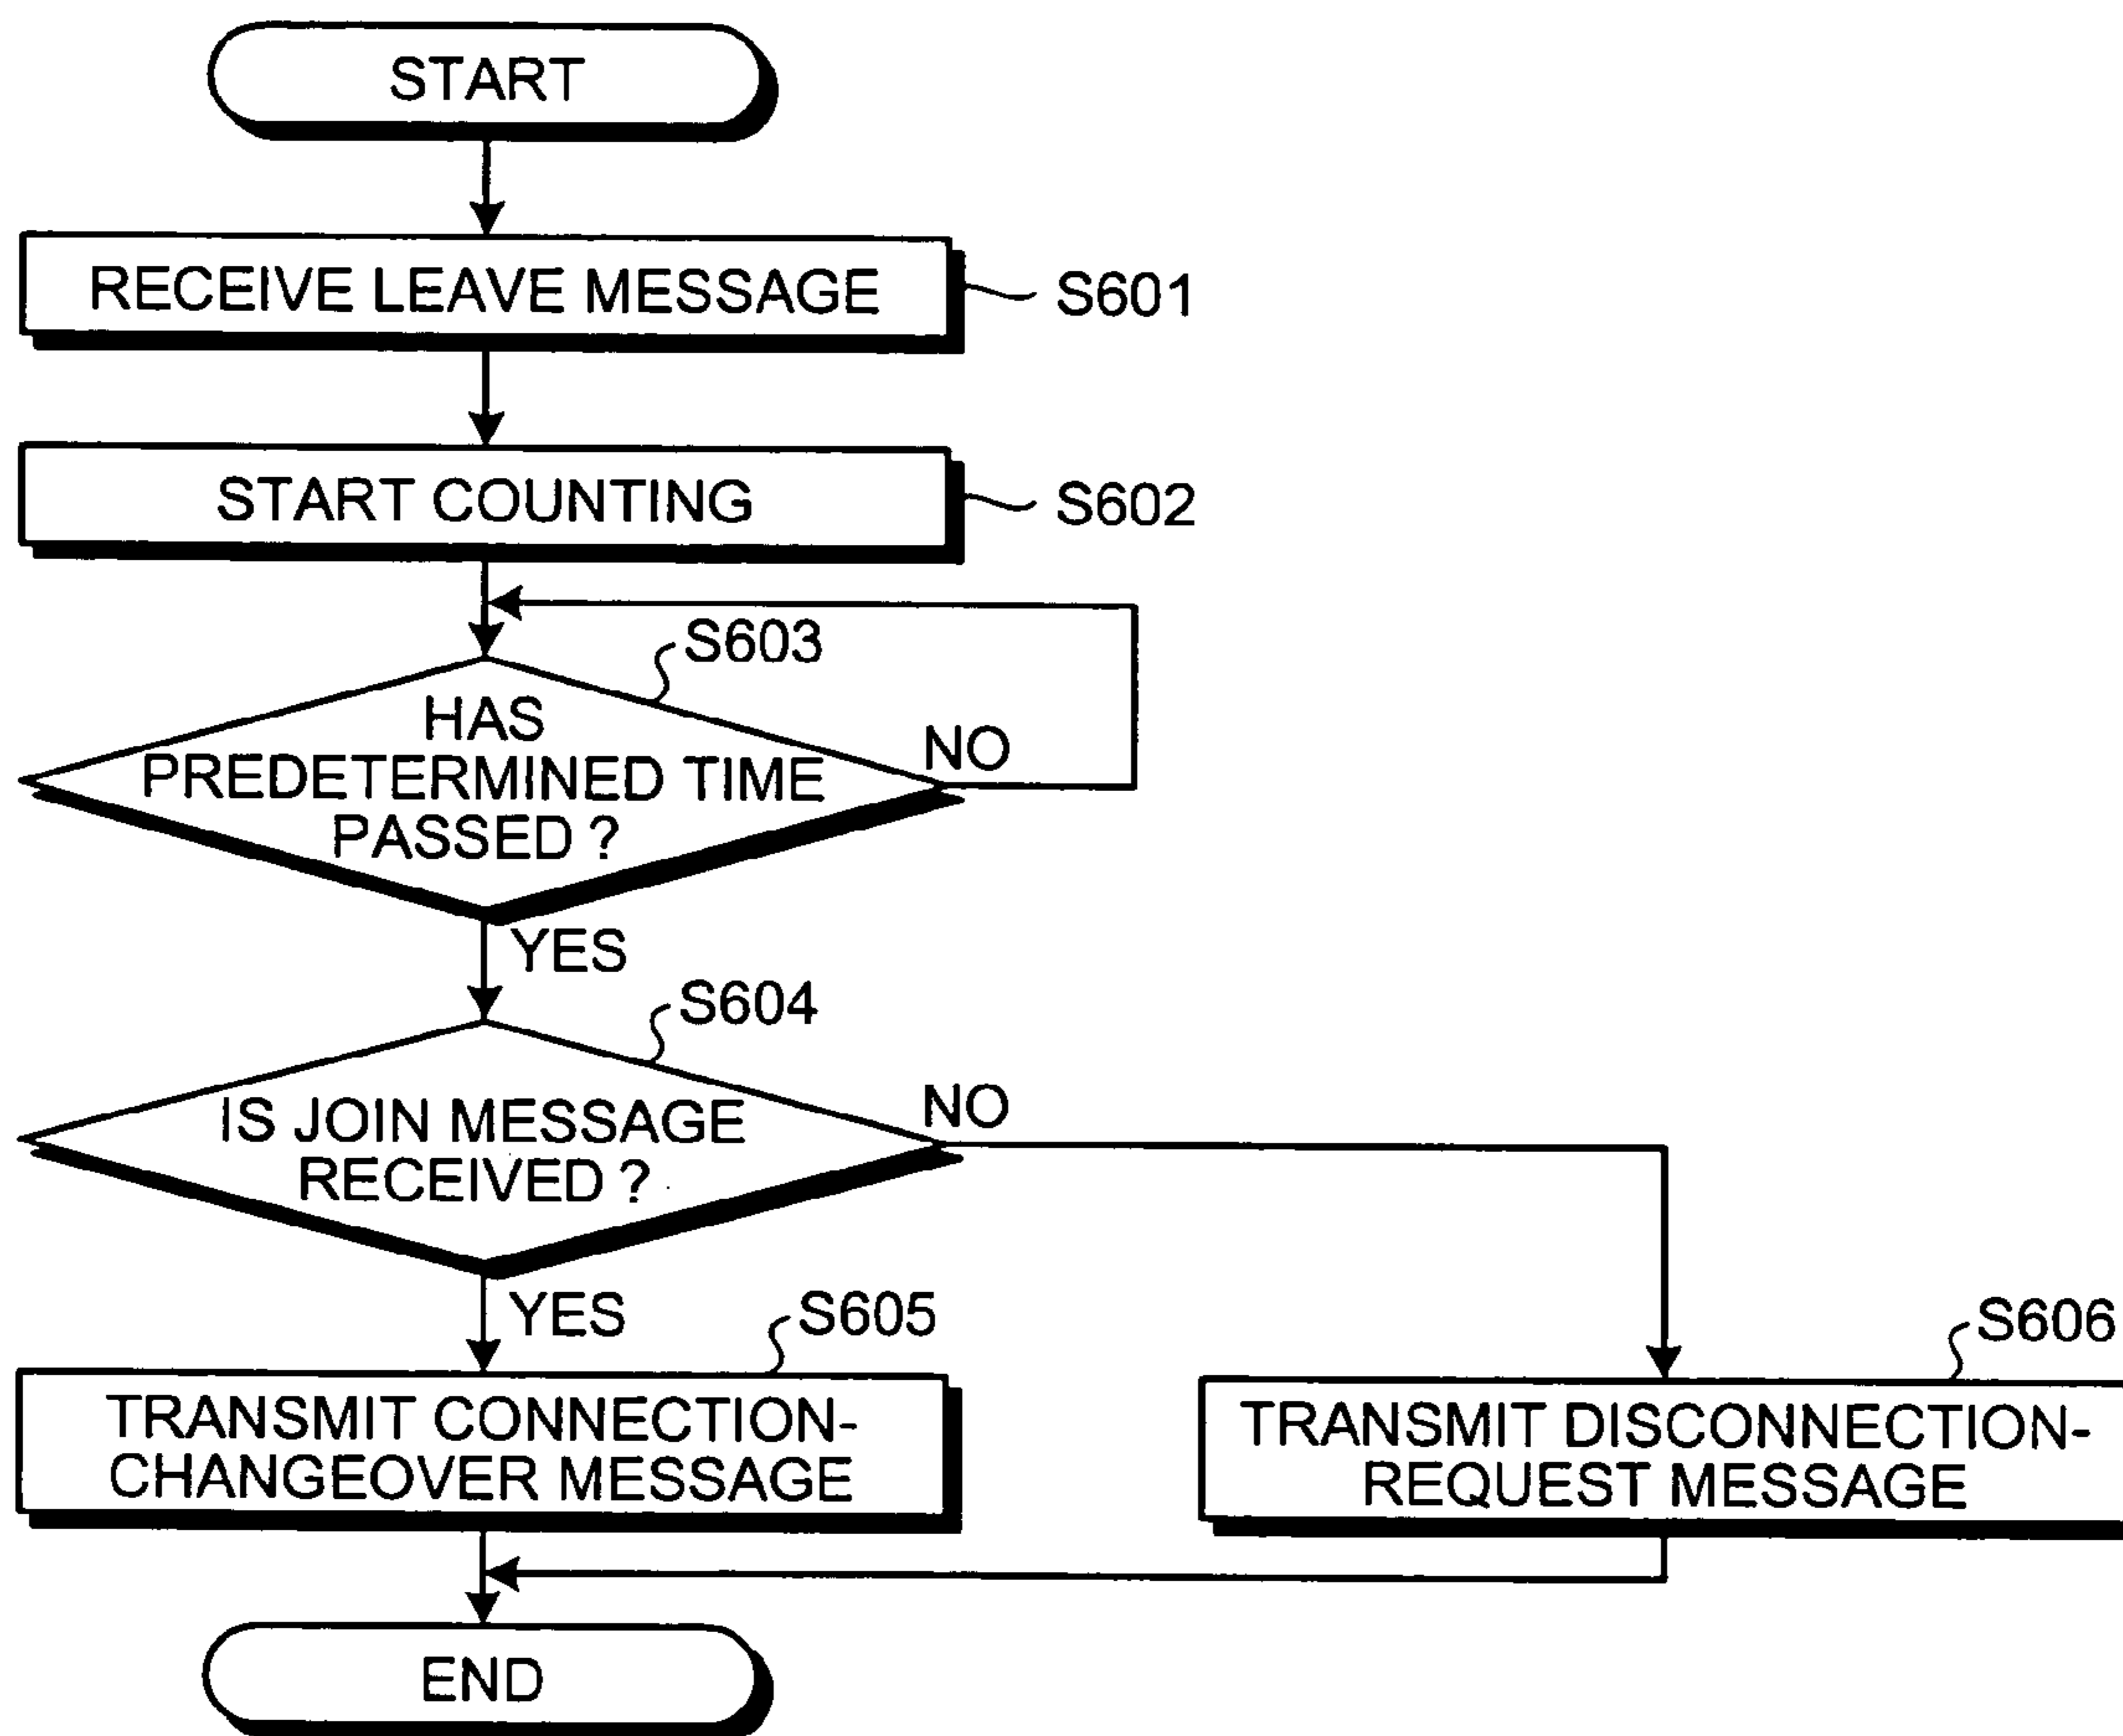 START
RECEIVE LEAVE MESSAGE
S601
START COUNTING
S602
S603
HAS
PREDETERMINED TIME
PASSED ?
NO
YES
S604
IS JOIN MESSAGE
RECEIVED ?
NO
YES
S605
TRANSMIT CONNECTION-
CHANGEOVER MESSAGE
S606
TRANSMIT DISCONNECTION-
REQUEST MESSAGE
END